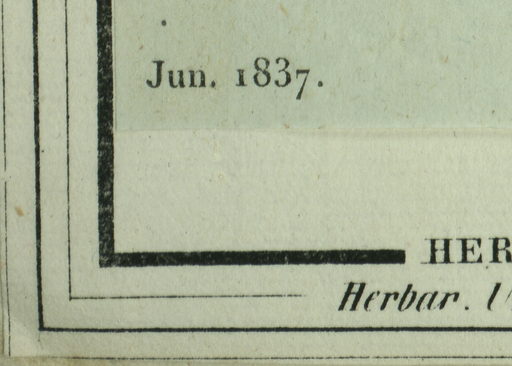 Jun. 1837.
HER
Herbar. U